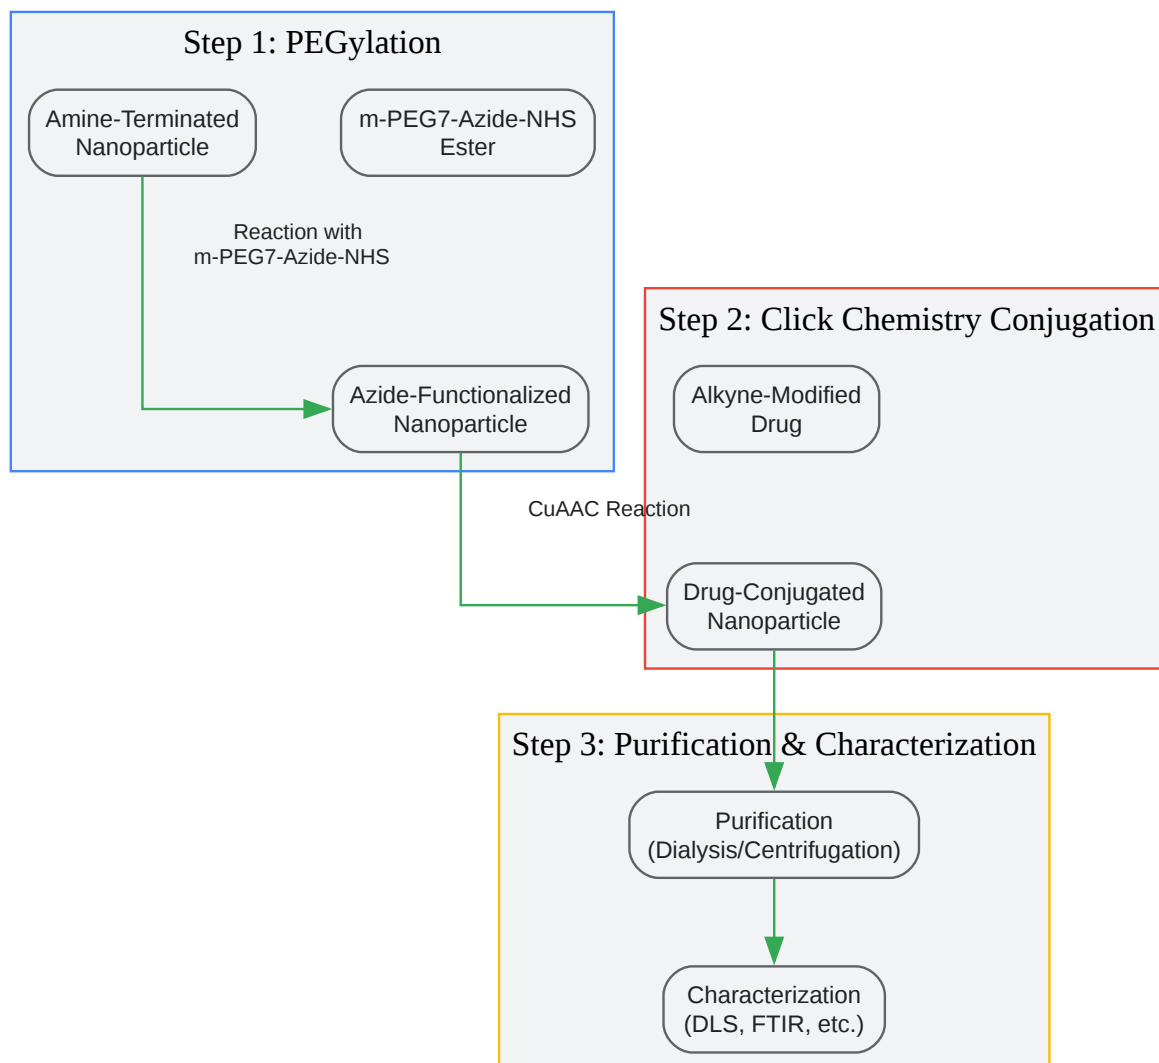 Step 1: PEGylation
Amine-Terminated
Nanoparticle
m-PEG7-Azide-NHS
Ester
Reaction with
m-PEG7-Azide-NHS
Azide-Functionalized
Nanoparticle
Step 2: Click Chemistry Conjugation
Alkyne-Modified
Drug
CuAAC Reaction
Drug-Conjugated
Nanoparticle
Step 3: Purification & Characterization
Purification
(Dialysis/Centrifugation)
Characterization
(DLS, FTIR, etc.)